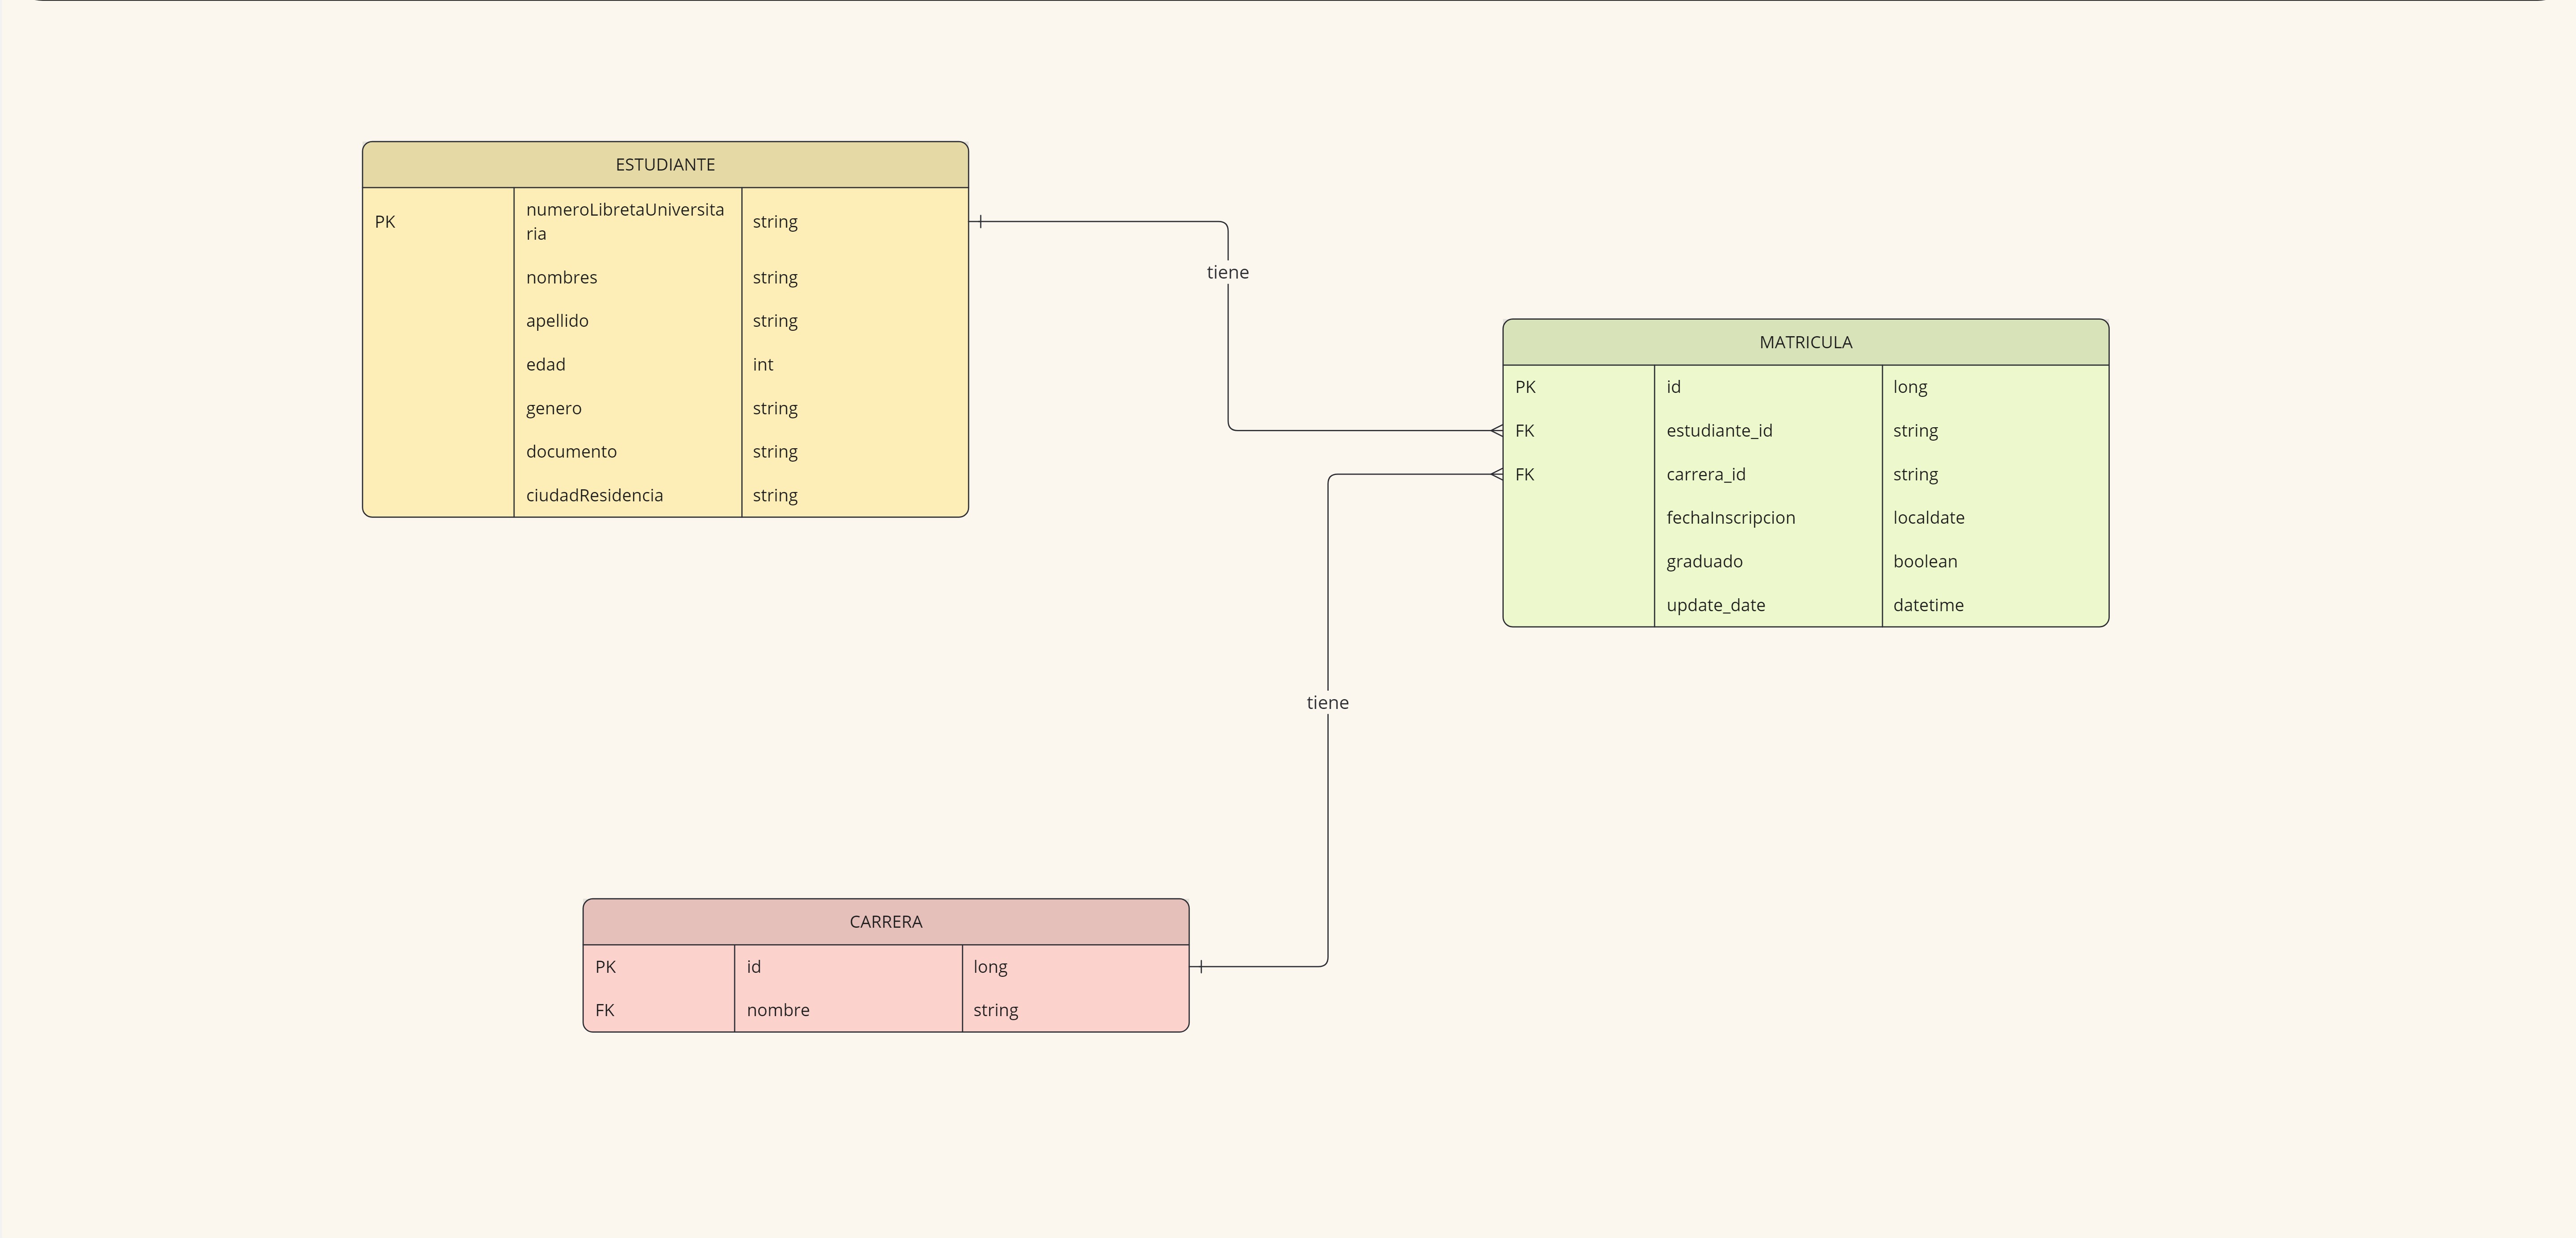 ESTUDIANTE
PK numeroLibretaUniversita
ria string
nombres string
apellido string
edad int
genero string
documento string
ciudadResidencia string
tiene
MATRICULA
PK id long
FK estudiante_id string
FK carrera_id string
fechaInscripcion localdate
graduado boolean
update_date datetime
tiene
CARRERA
PK id long
FK nombre string